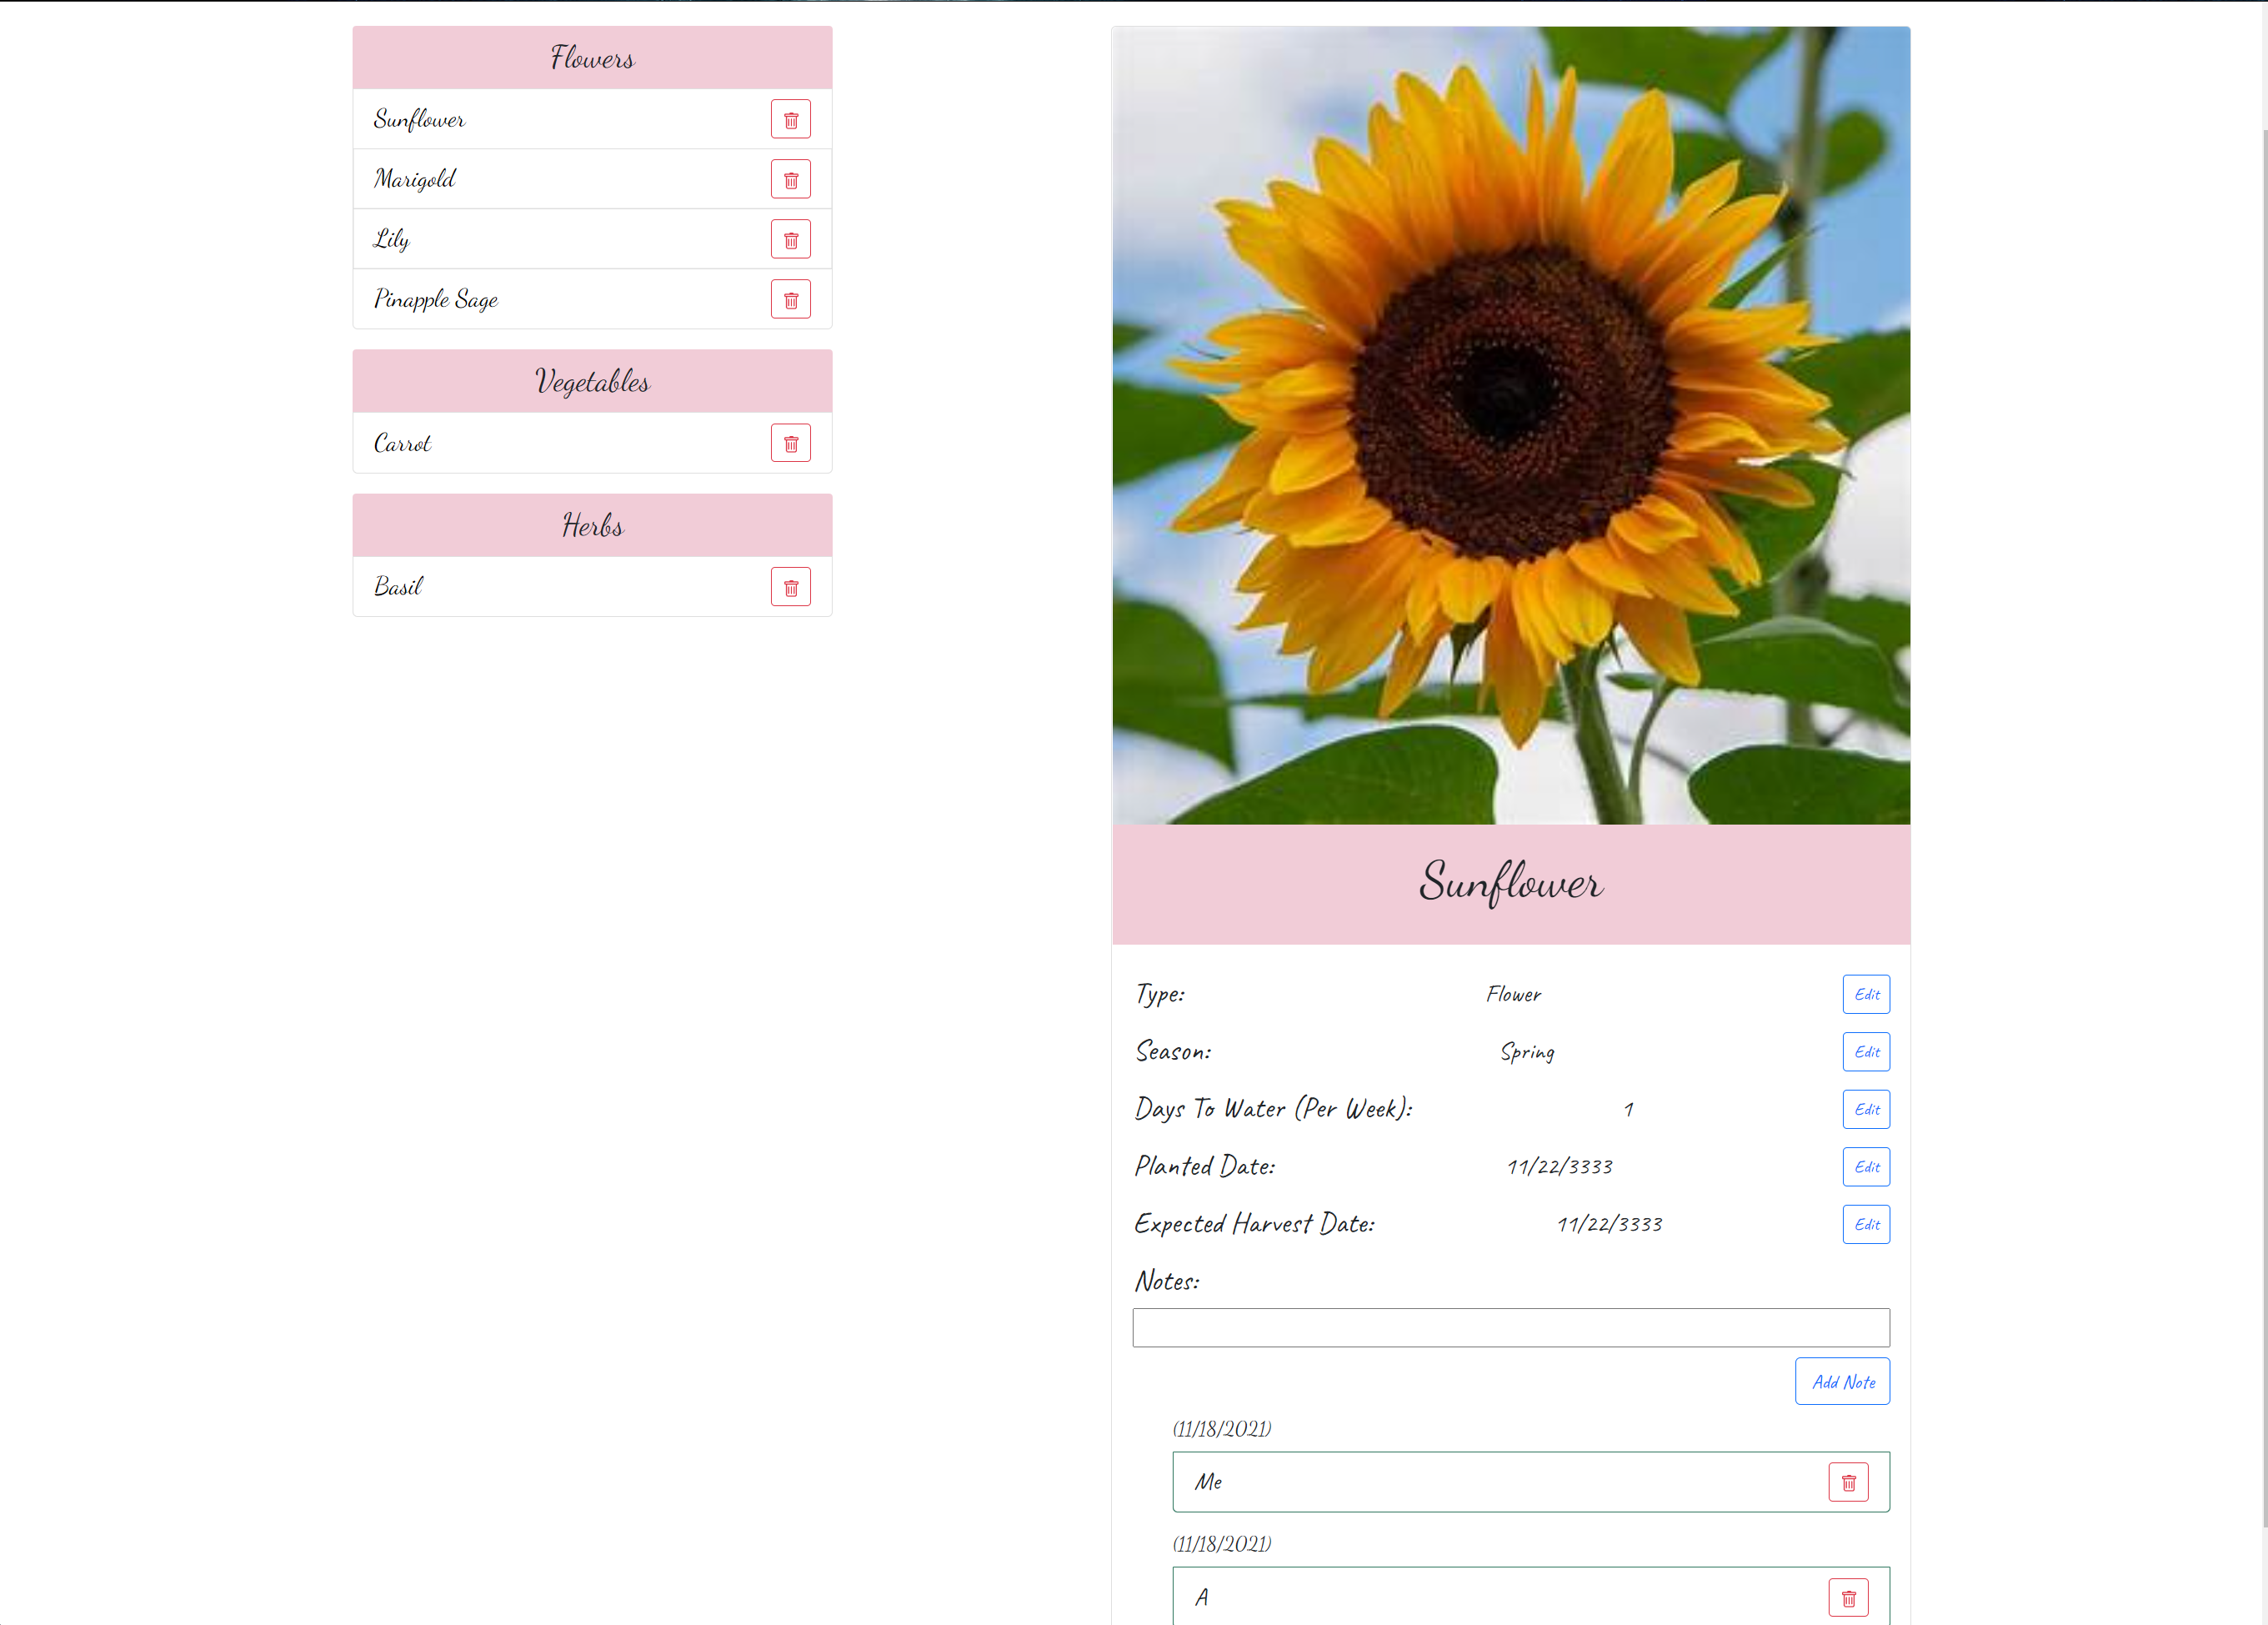 Flowers
Sunflower
Marigold
Lily
Pinapple Sage
Vegetables
Carrot
Herbs
Basil
Sunflower
Type: Flower Edit
Season: Spring Edit
Days To Water (Per Week): 1 Edit
Planted Date: 11/22/3333 Edit
Expected Harvest Date: 11/22/3333 Edit
Notes:
Add Note
(11/18/2021)
Me
(11/18/2021)
A